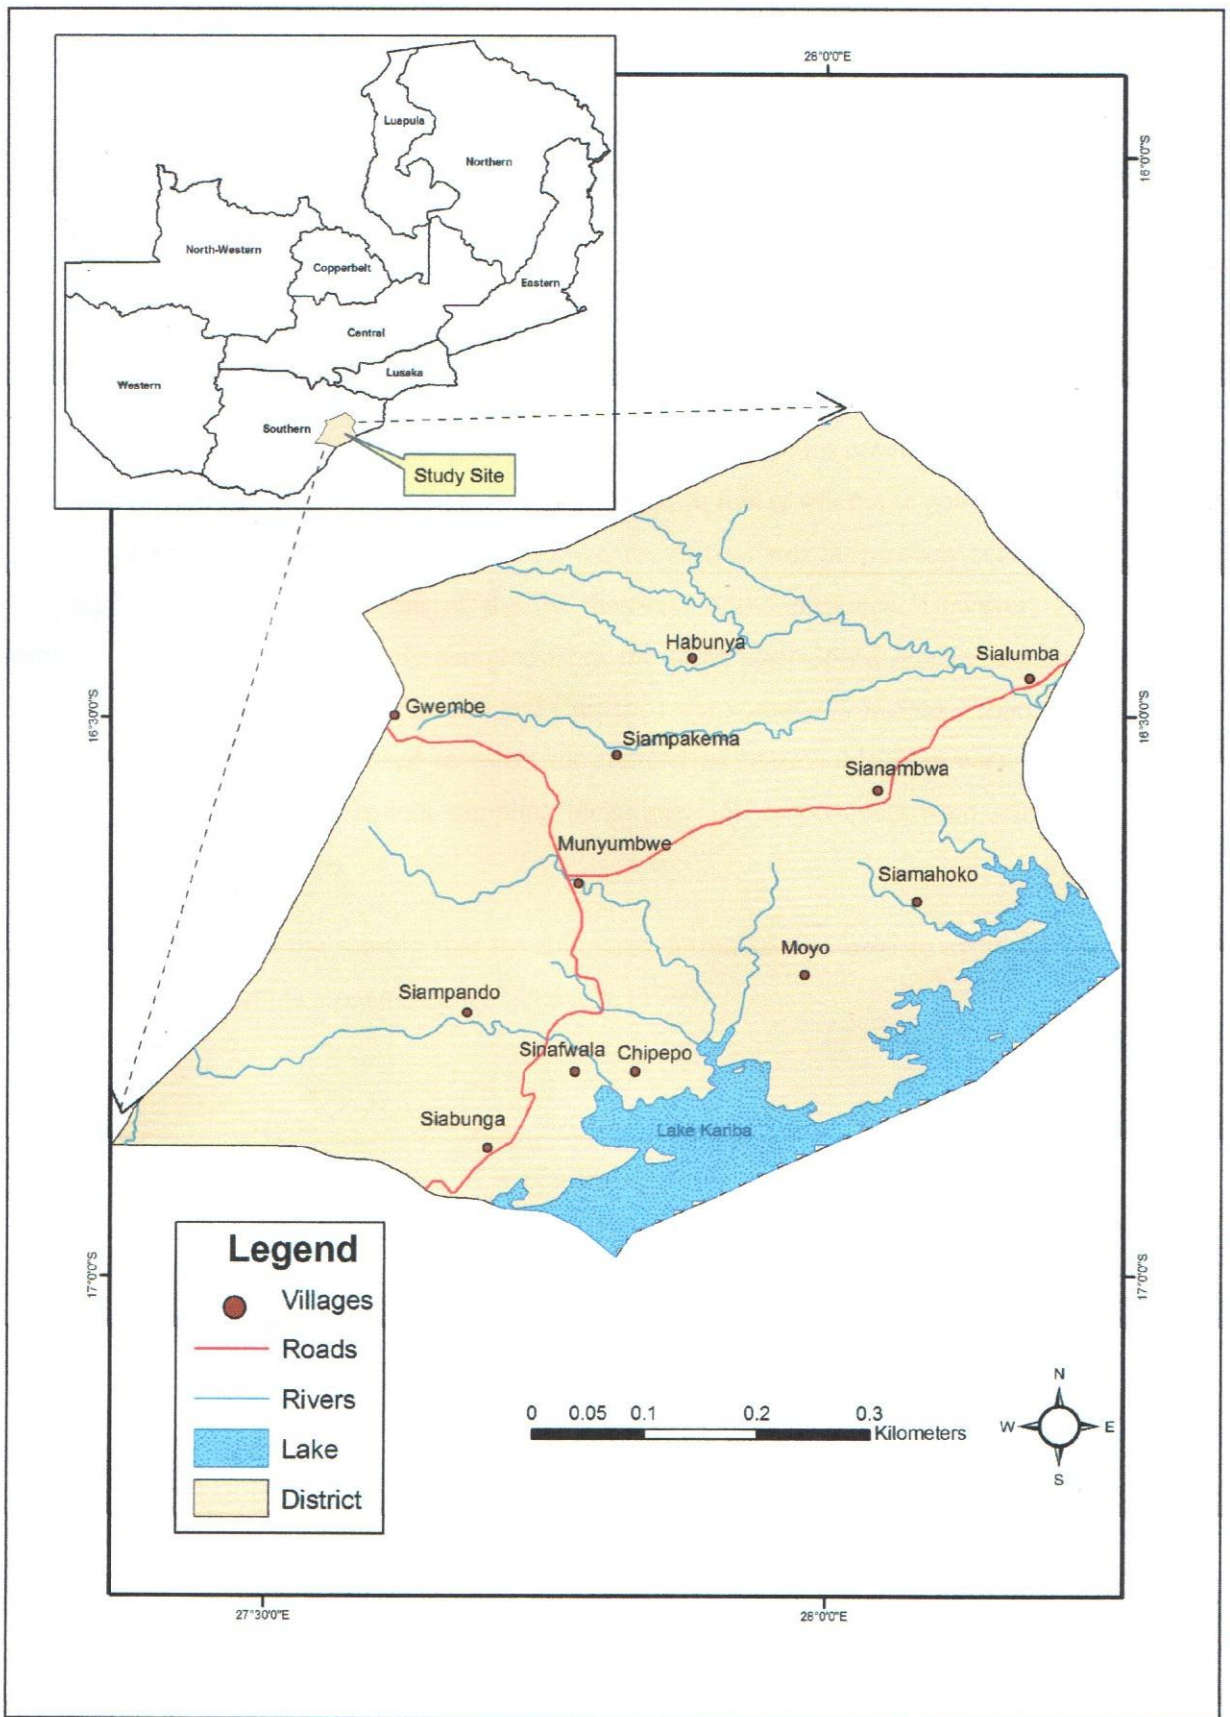 26°0'0"E
Luapula
Northern
16°0'0"S
North-Western
Copperbelt
Eastern
Central
Western
Lusaka
Southern
Study Site
Habunya
Sialumba
Gwembe
16°30'0"S
16°30'0"S
Siampakema
Sianambwa
Munyumbwe
Siamahoko
Moyo
Siampando
Sinafwala
Chipepo
Siabunga
Lake Kariba
Legend
Villages
Roads
Rivers
Lake
District
17°0'0"S
17°0'0"S
N
W
E
S
0 0.05 0.1 0.2 0.3
Kilometers
27°30'0"E
26°0'0"E